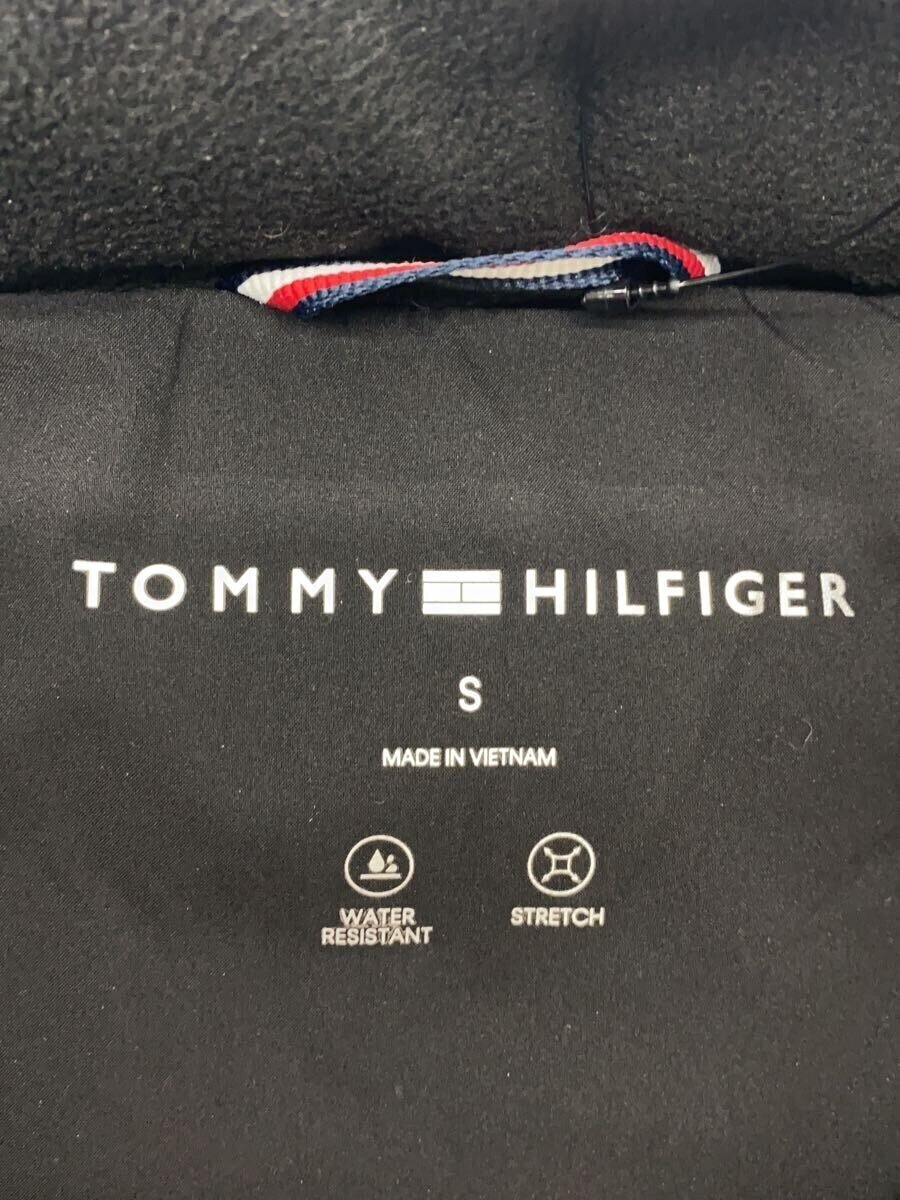 TOMMY HILFIGER
S
MADE IN VIETNAM
WATER
RESISTANT
STRETCH